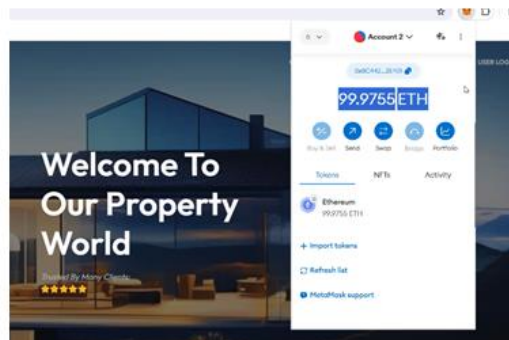 Welcome To
Our Property
World
Trusted By Many Clients:
USER LOG
Account 2
99.9755 ETH
Buy & Sell
Send
Swap
Bridge
Portfolio
Tokens
NFTs
Activity
Ethereum
99.9755 ETH
+ Import tokens
Refresh list
MetaMask support